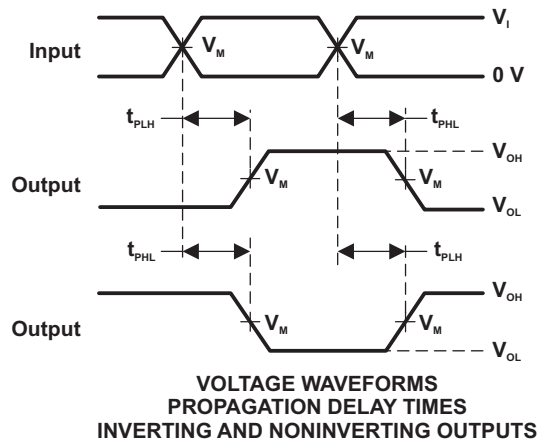 V_I
Input
V_M
V_M
0 V
t_PLH
t_PHL
V_OH
Output
V_M
V_M
V_OL
t_PHL
t_PLH
V_OH
Output
V_M
V_M
V_OL
VOLTAGE WAVEFORMS
PROPAGATION DELAY TIMES
INVERTING AND NONINVERTING OUTPUTS